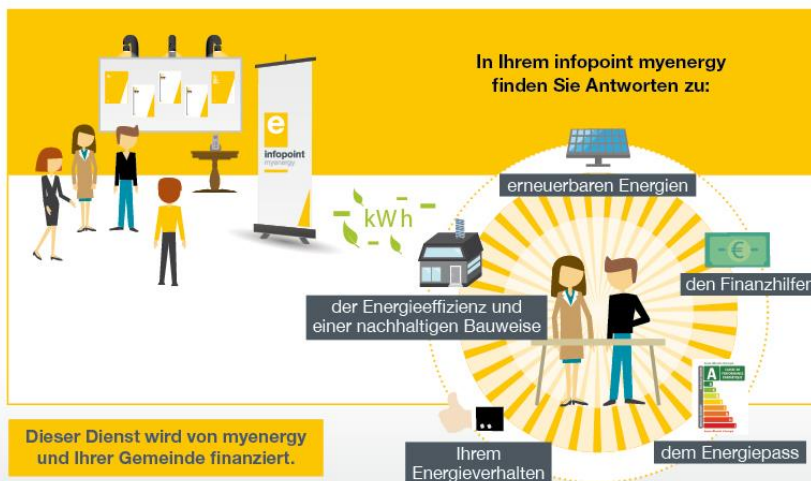 In Ihrem infopoint myenergy
finden Sie Antworten zu:
e
infopoint
myenergy
erneuerbaren Energien
kWh
€
den Finanzhilfen
der Energieeffizienz und
einer nachhaltigen Bauweise
A
dem Energiepass
Ihrem
Energieverhalten
Dieser Dienst wird von myenergy
und Ihrer Gemeinde finanziert.